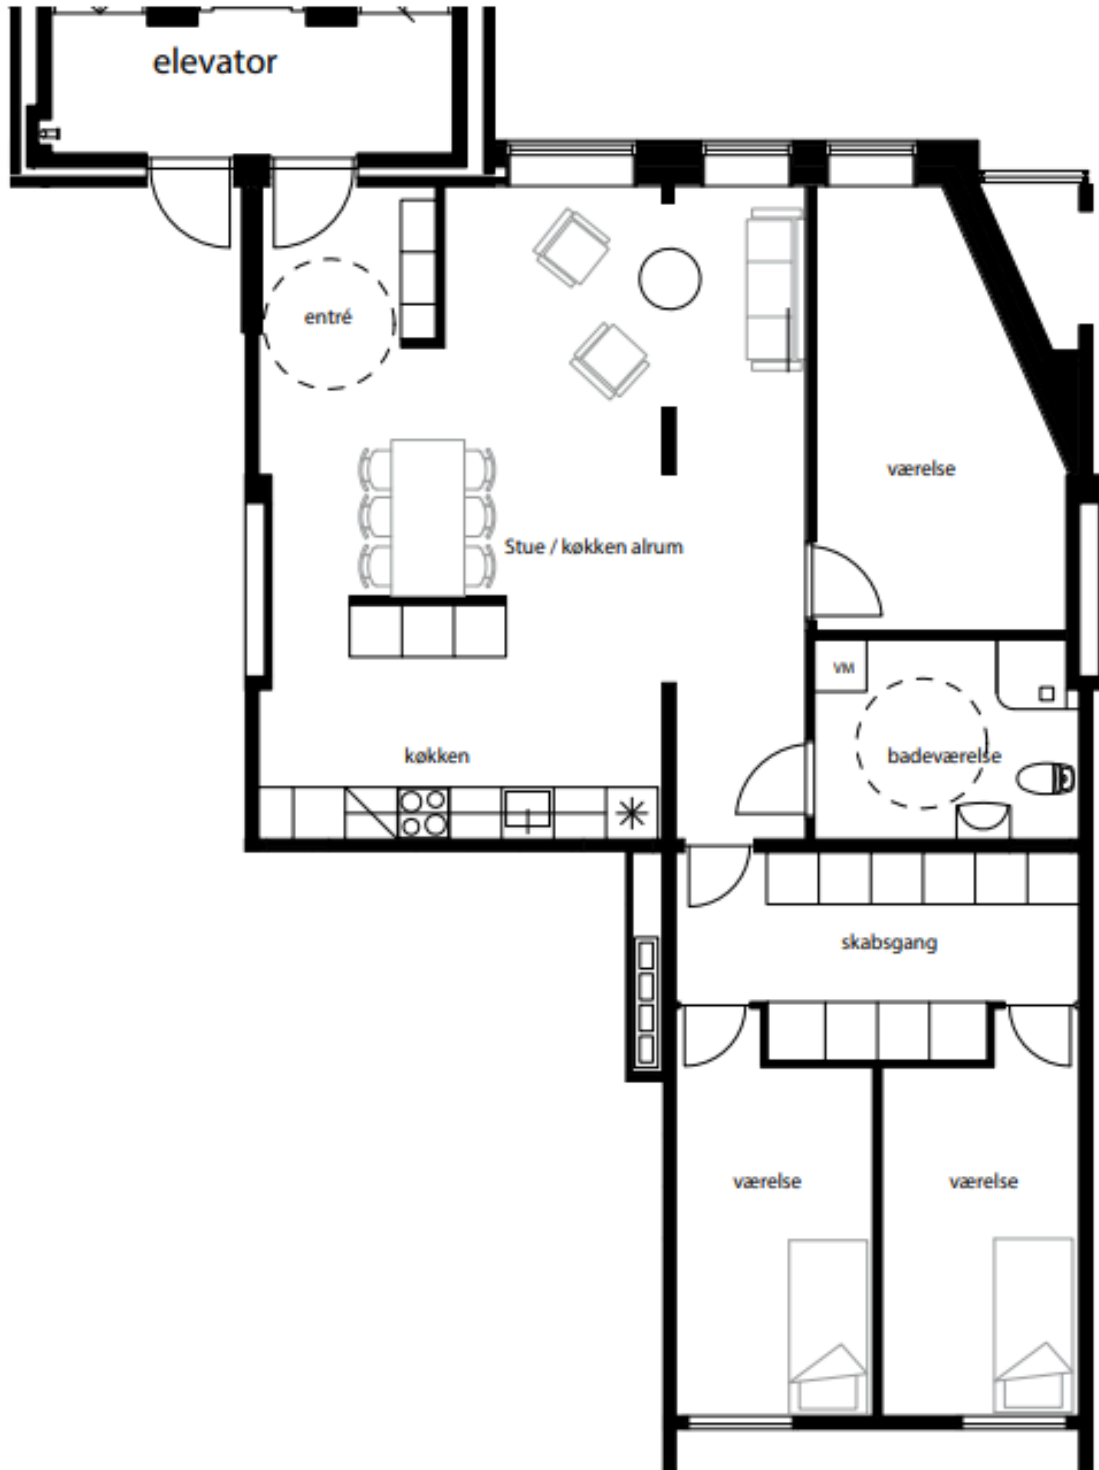 elevator
entré
værelse
Stue / køkken alrum
VM
køkken
badeværelse
skabsgang
værelse
værelse